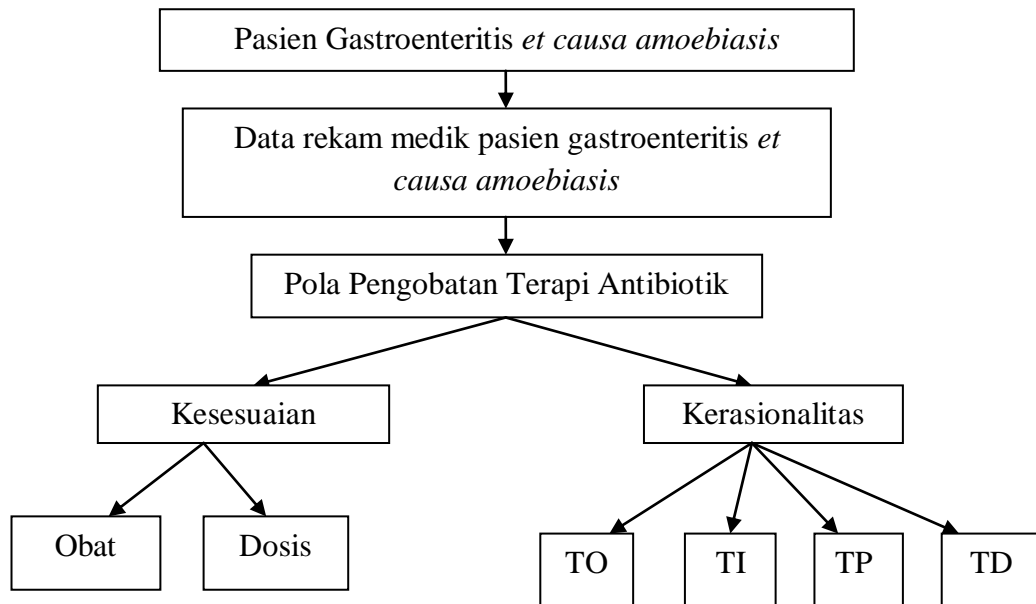 Pasien Gastroenteritis et causa amoebiasis
Data rekam medik pasien gastroenteritis et
causa amoebiasis
Pola Pengobatan Terapi Antibiotik
Kesesuaian
Kerasionalitas
Obat
Dosis
TO
TI
TP
TD